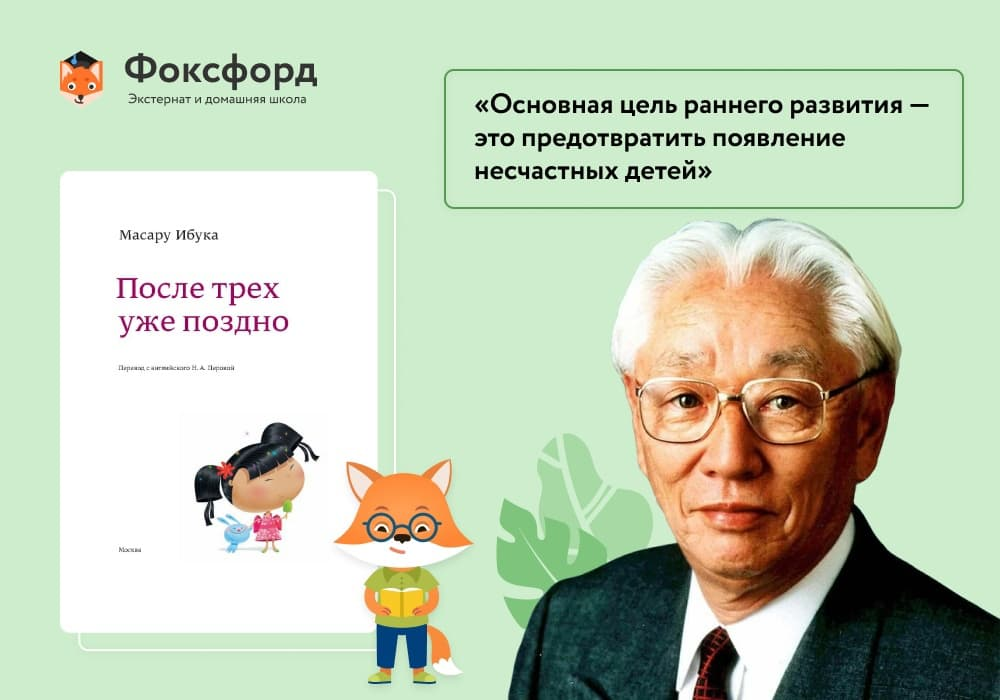 Фоксфорд
Экстернат и домашняя школа
«Основная цель раннего развития —
это предотвратить появление
несчастных детей»
Масару Ибука
После трех
уже поздно
Перевод с английского Н. А. Перовой
Москва